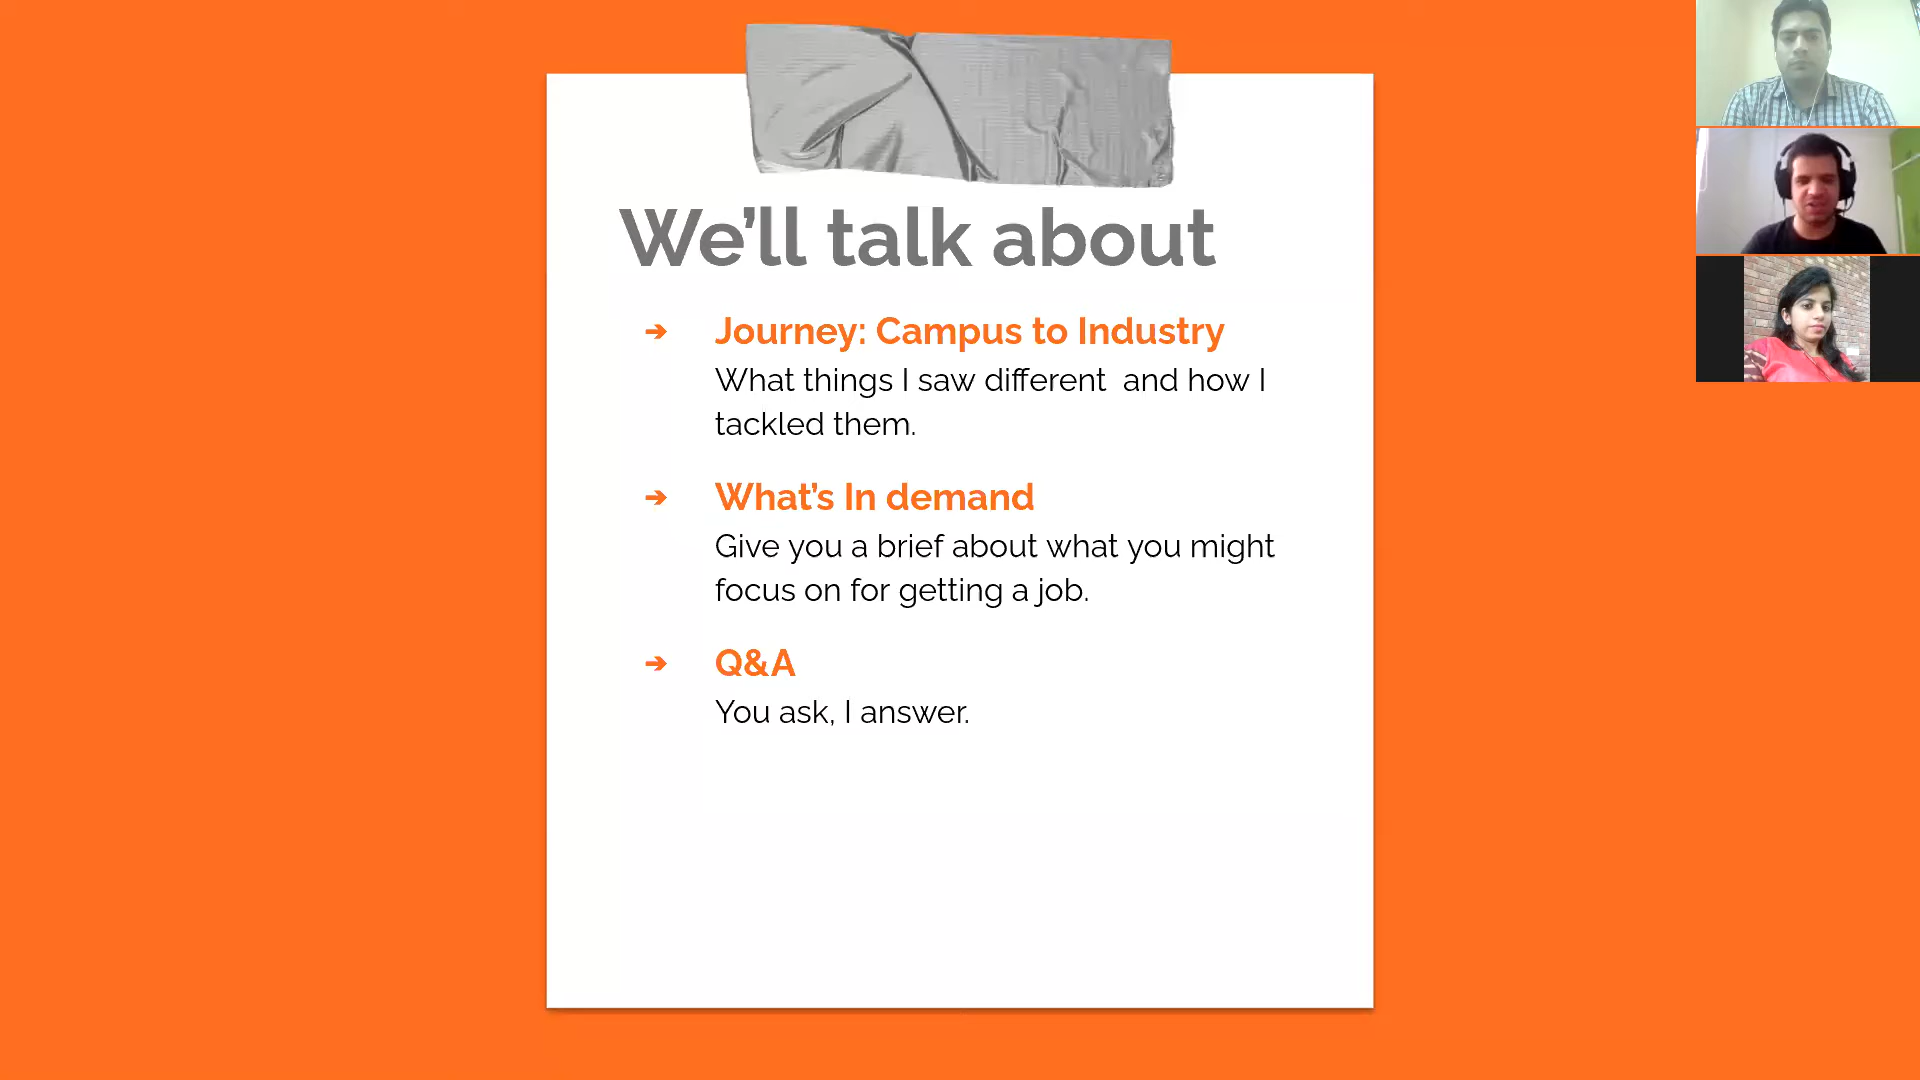 We’ll talk about
➔ Journey: Campus to Industry
What things I saw different  and how I
tackled them.
➔ What’s In demand
Give you a brief about what you might
focus on for getting a job.
➔ Q&A
You ask, I answer.